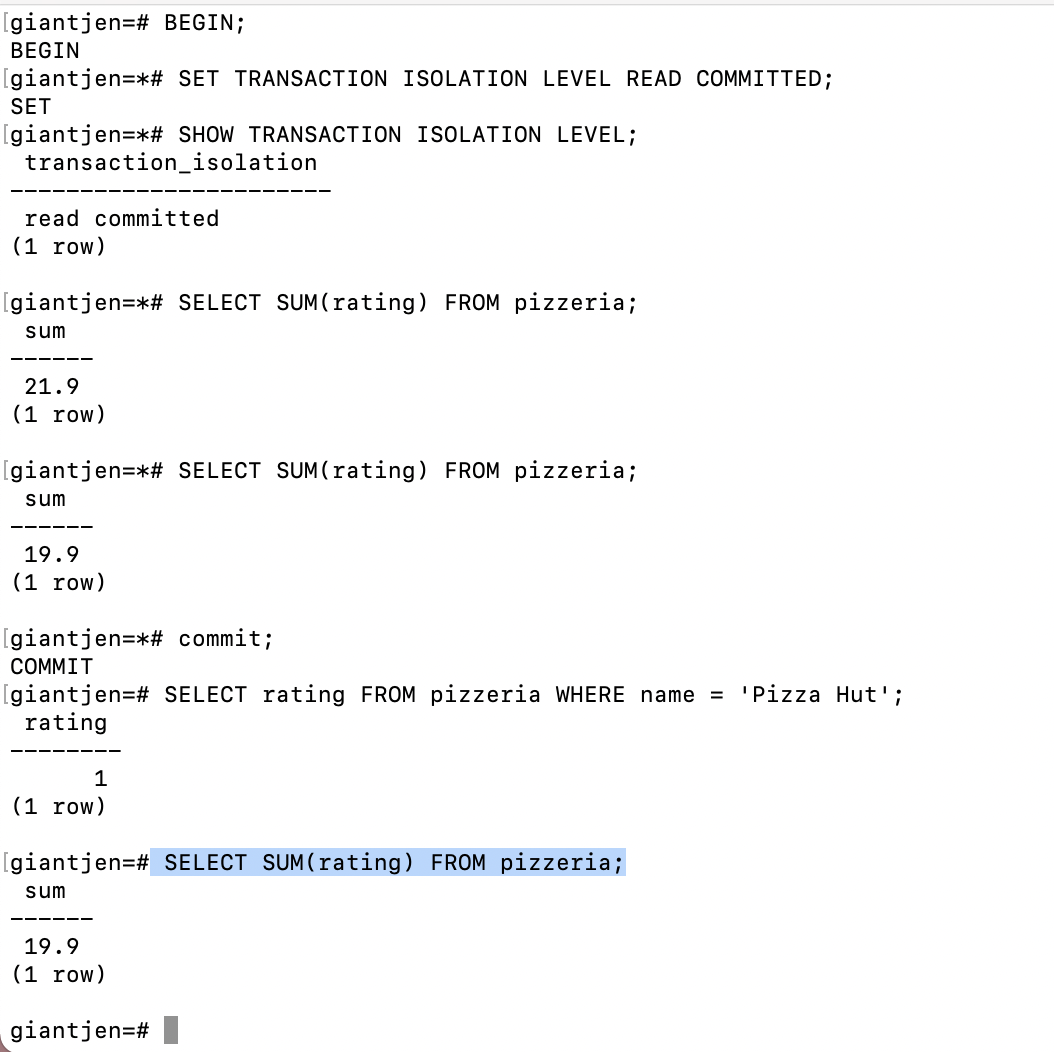 [giantjen=# BEGIN;
BEGIN
[giantjen=*# SET TRANSACTION ISOLATION LEVEL READ COMMITTED;
SET
[giantjen=*# SHOW TRANSACTION ISOLATION LEVEL;
 transaction_isolation
-----------------------
 read committed
(1 row)

[giantjen=*# SELECT SUM(rating) FROM pizzeria;
 sum
------
 21.9
(1 row)

[giantjen=*# SELECT SUM(rating) FROM pizzeria;
 sum
------
 19.9
(1 row)

[giantjen=*# commit;
COMMIT
[giantjen=# SELECT rating FROM pizzeria WHERE name = 'Pizza Hut';
 rating
--------
      1
(1 row)

[giantjen=# SELECT SUM(rating) FROM pizzeria;
 sum
------
 19.9
(1 row)

giantjen=#